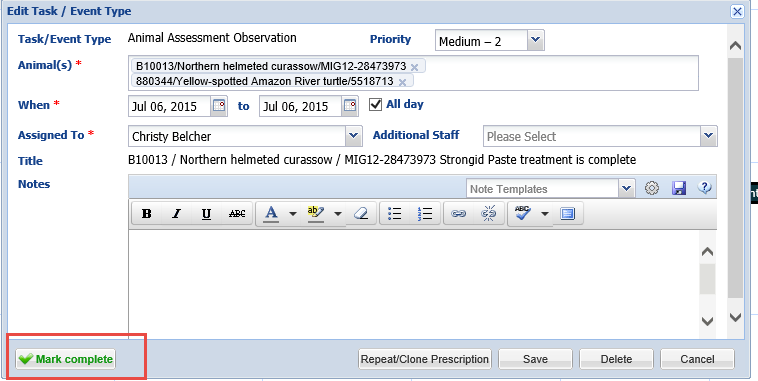 Edit Task / Event Type
Task/Event Type Animal Assessment Observation Priority Medium – 2
Animal(s) * B10013/Northern helmeted curassow/MIG12-28473973
880344/Yellow-spotted Amazon River turtle/5518713
When * Jul 06, 2015 to Jul 06, 2015 All day
Assigned To * Christy Belcher Additional Staff Please Select
Title B10013 / Northern helmeted curassow / MIG12-28473973 Strongid Paste treatment is complete
Notes Note Templates
B I U ABC A ab ABC
Mark complete Repeat/Clone Prescription Save Delete Cancel